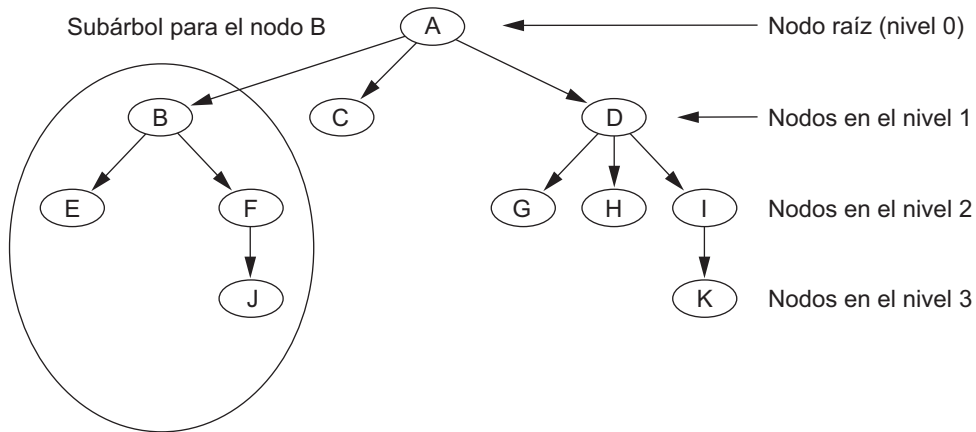 Subárbol para el nodo B
A
Nodo raíz (nivel 0)
B
C
D
Nodos en el nivel 1
E
F
G
H
I
Nodos en el nivel 2
J
K
Nodos en el nivel 3